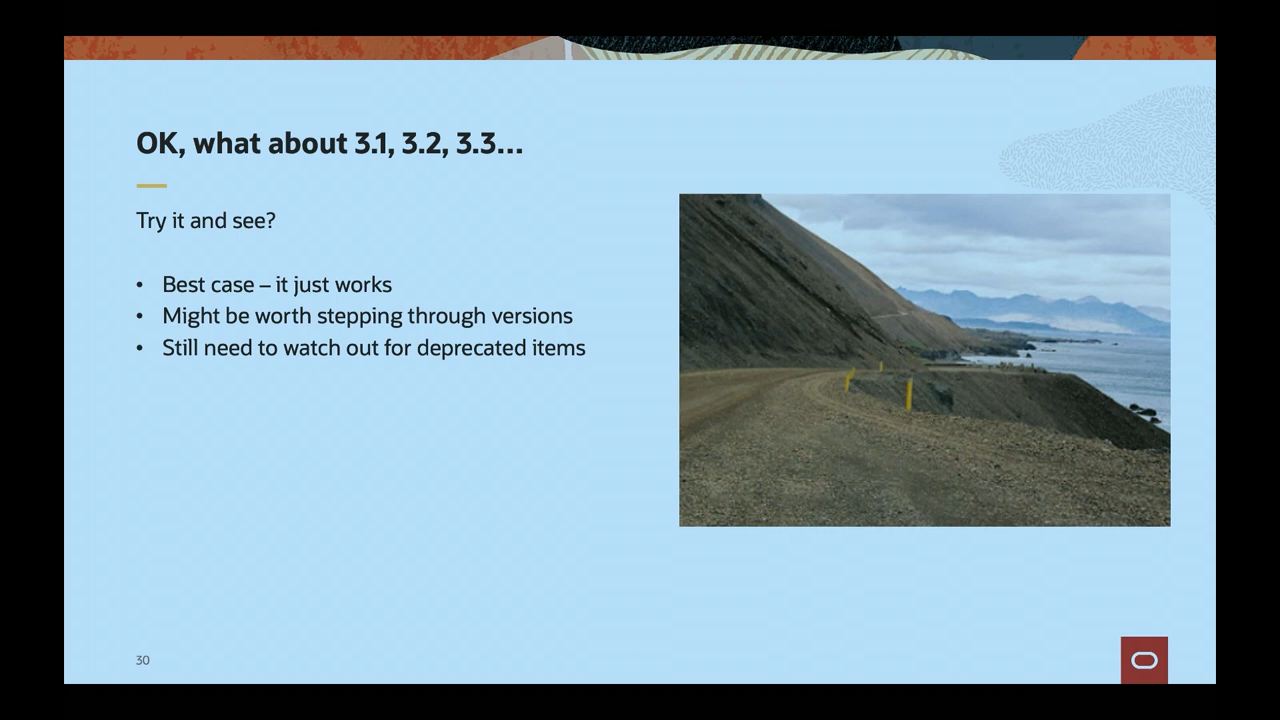 OK, what about 3.1, 3.2, 3.3...
Try it and see?
• Best case – it just works
• Might be worth stepping through versions
• Still need to watch out for deprecated items
30